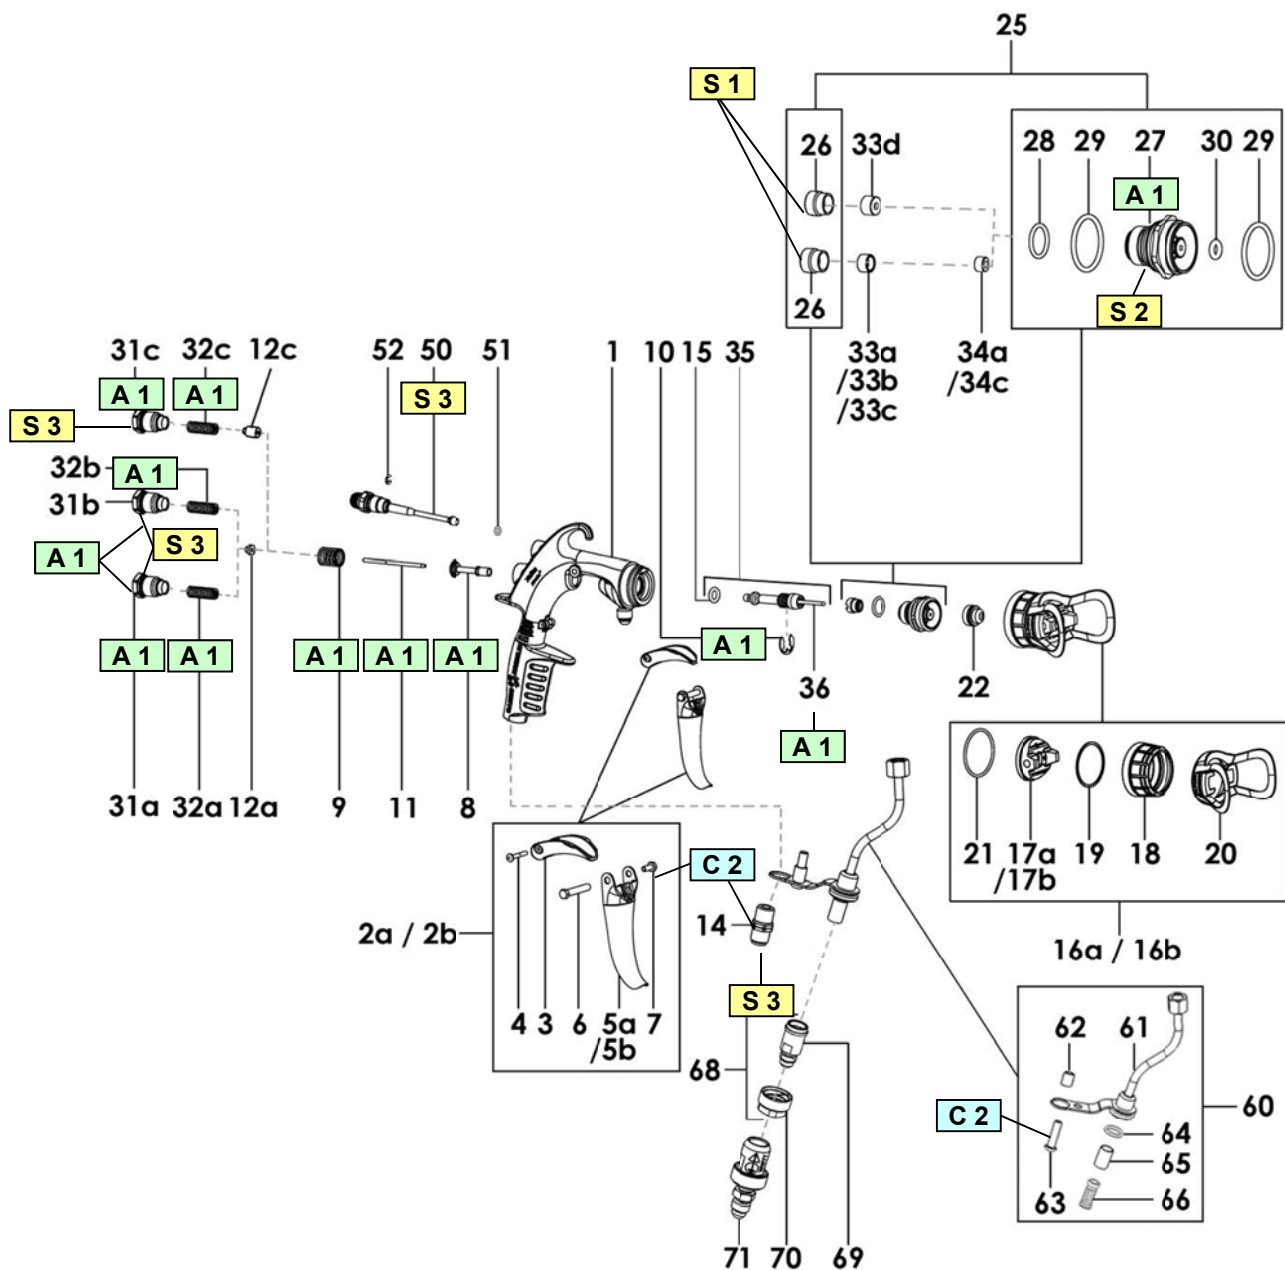 25
S 1
26 33d 28 29 27 30 29
A 1
S 2
26
31c 32c 12c 52 50 51 1 10 15 35 33a 34a
/33b /34c
/33c
A 1 A 1 S 3
S 3
32b A 1
31b
A 1 S 3
A 1 A 1 A 1 A 1 A 1 A 1
36 22
A 1
31a 32a 12a 9 11 8
21 17a 19 18 20
/17b
C 2
14
2a / 2b
16a / 16b
S 3
4 3 6 5a 7
/5b
62 61
68
C 2 60
64
65
63 66
71 70 69